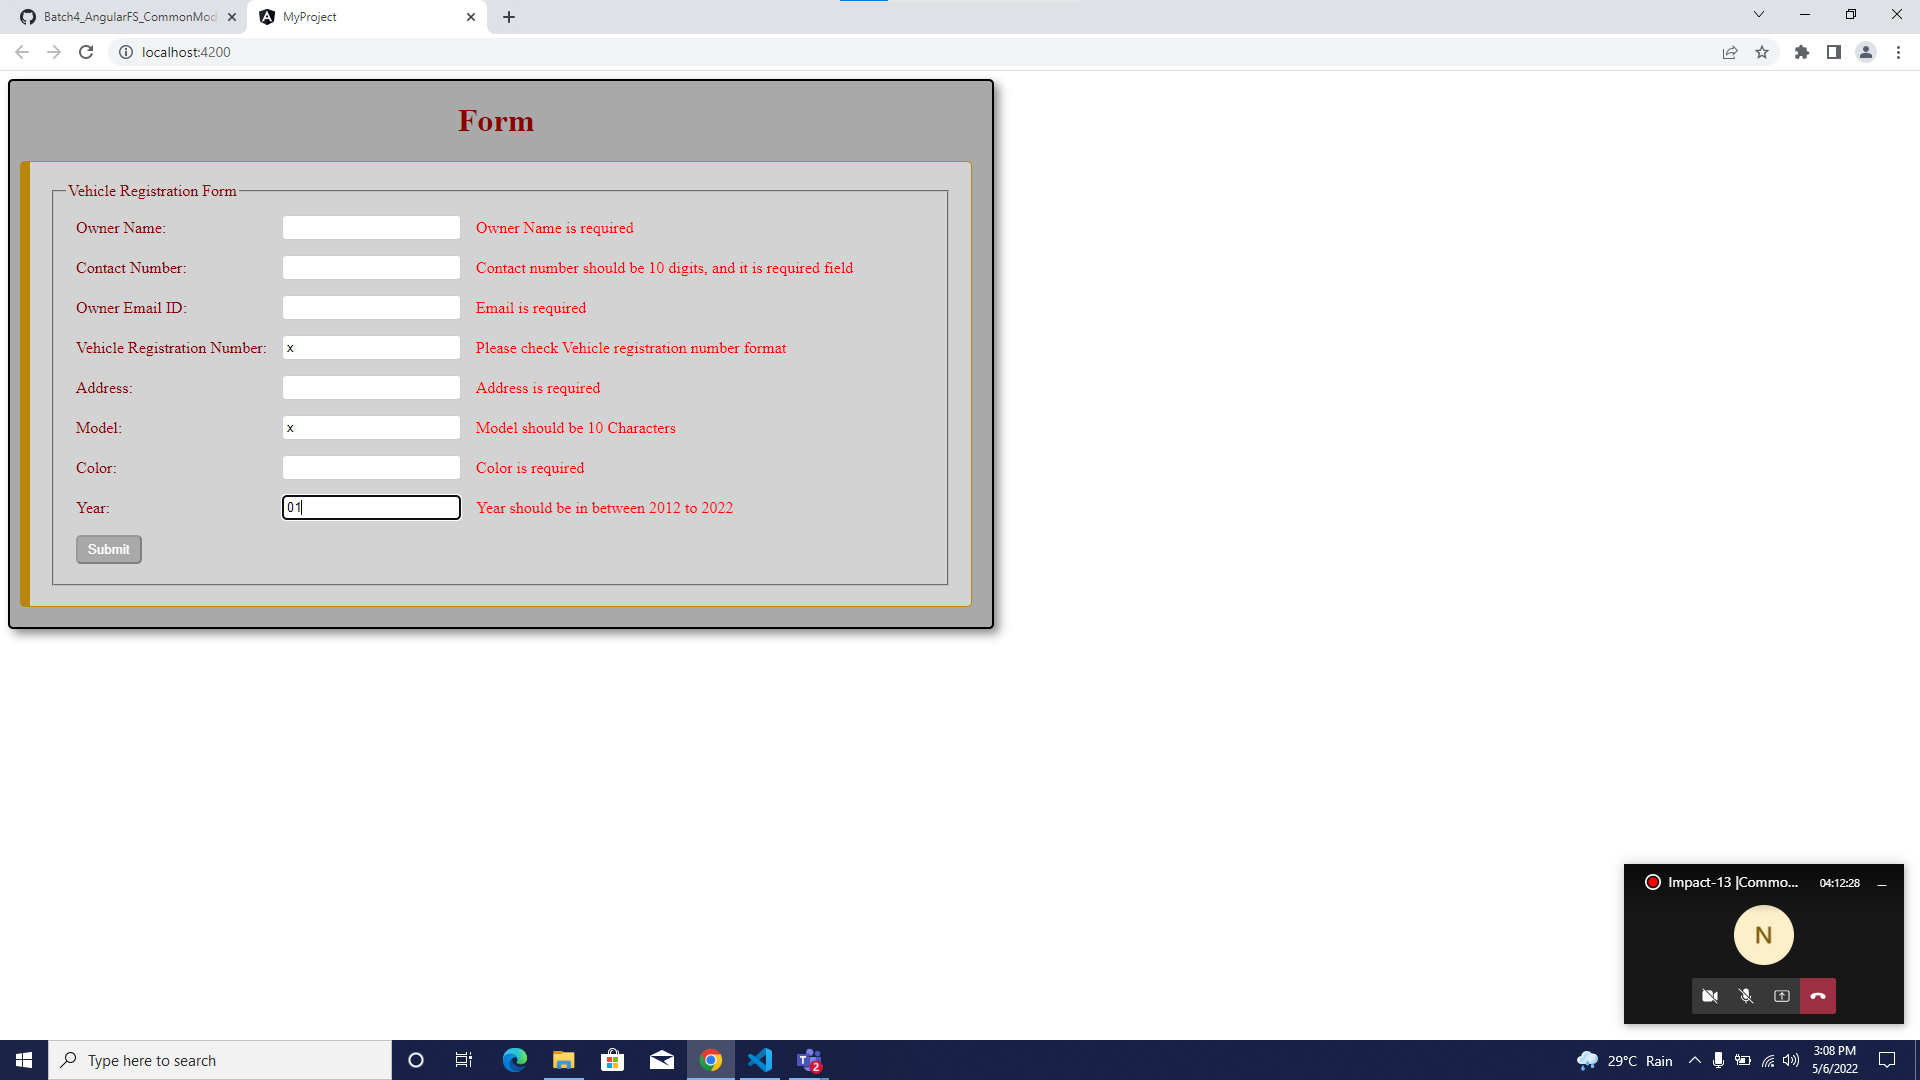 Batch4_AngularFS_CommonMod
MyProject
localhost:4200
Form
Vehicle Registration Form
Owner Name:
Owner Name is required
Contact Number:
Contact number should be 10 digits, and it is required field
Owner Email ID:
Email is required
Vehicle Registration Number:
x
Please check Vehicle registration number format
Address:
Address is required
Model:
x
Model should be 10 Characters
Color:
Color is required
Year:
01
Year should be in between 2012 to 2022
Submit
Impact-13 |Commo...
04:12:28
N
Type here to search
T
2
29°C Rain
3:08 PM
5/6/2022